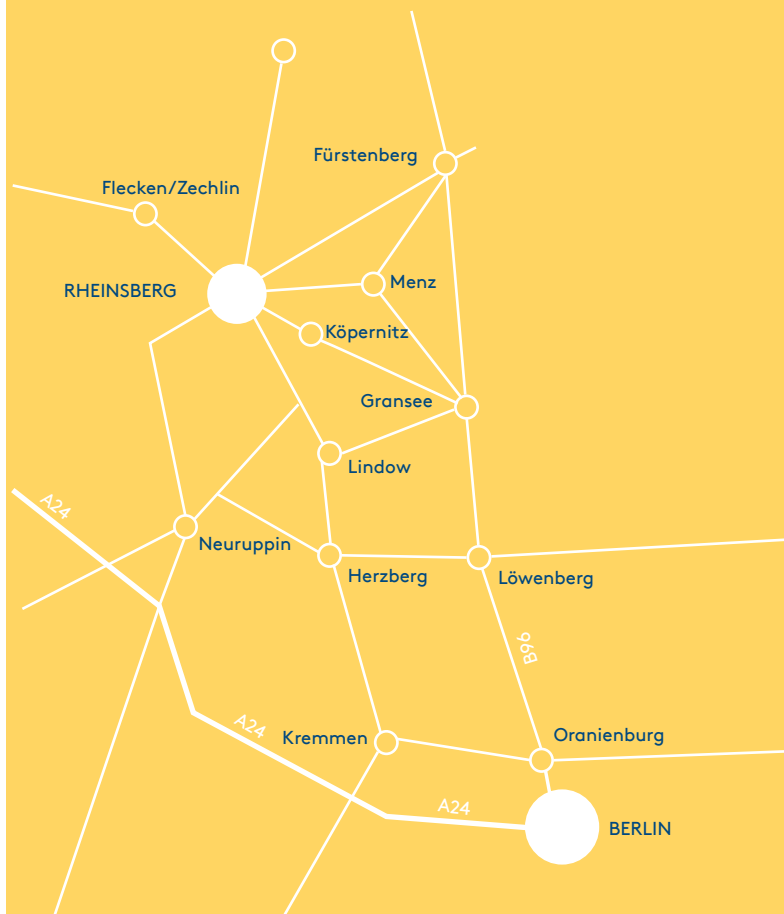 Fürstenberg
Flecken/Zechlin
RHEINSBERG
Menz
Köpernitz
Gransee
Lindow
A24
Neuruppin
Herzberg
Löwenberg
B96
A24
Kremmen
Oranienburg
A24
BERLIN